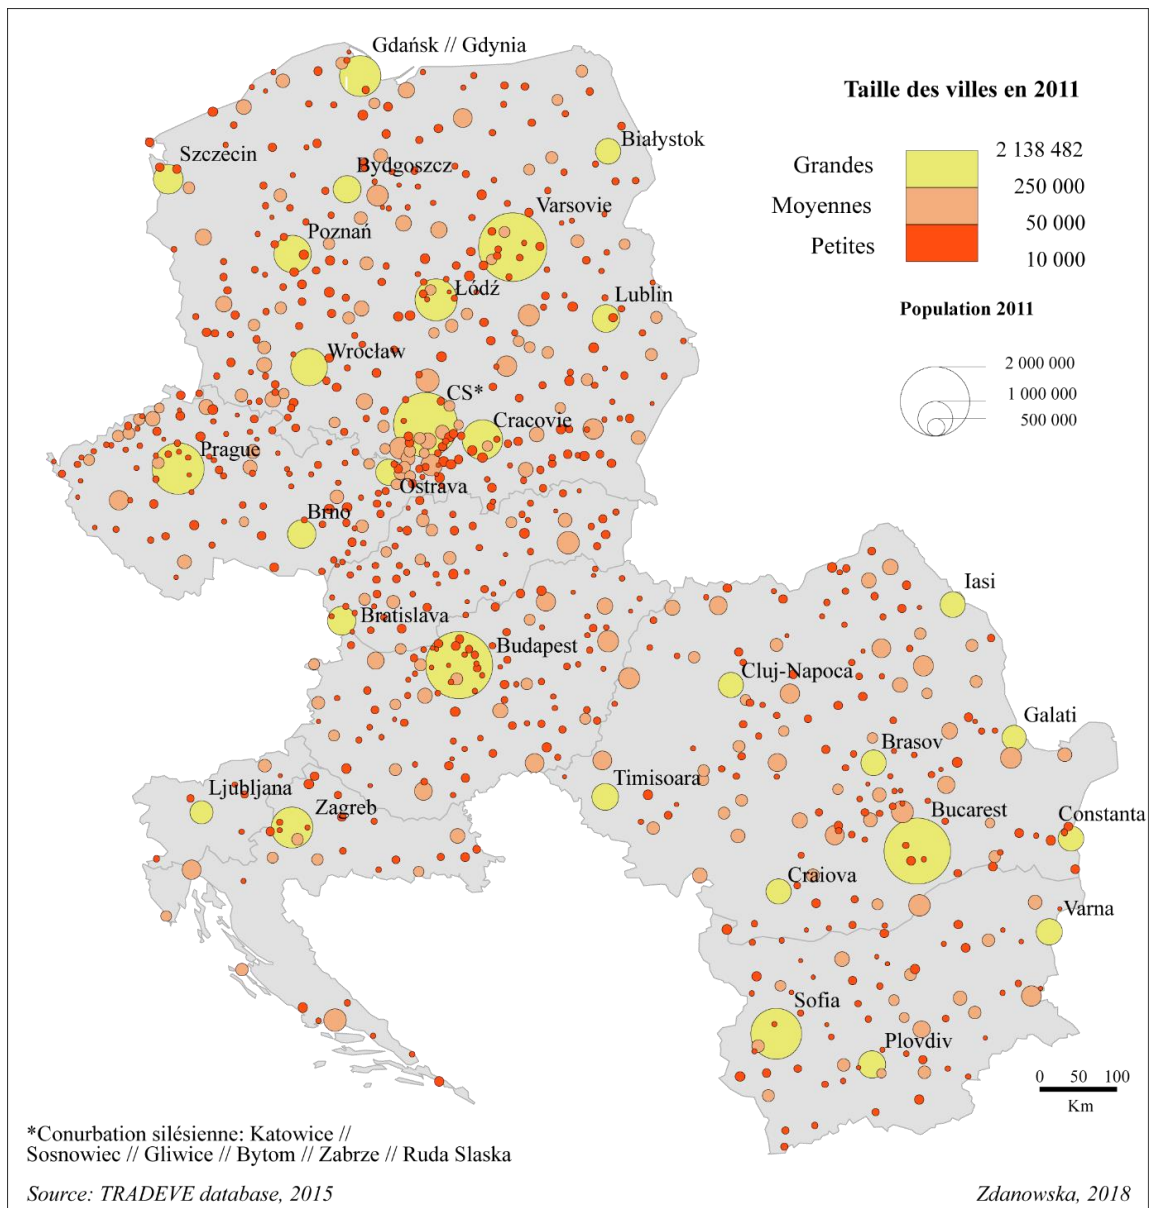 Gdańsk // Gdynia
Taille des villes en 2011
Białystok
Szczecin
Bydgoszcz
Grandes
Moyennes
Petites
2 138 482
250 000
50 000
10 000
Varsovie
Poznań
Łódź
Lublin
Population 2011
2 000 000
1 000 000
500 000
Wrocław
CS*
Cracovie
Prague
Ostrava
Brno
Iasi
Bratislava
Budapest
Cluj-Napoca
Galati
Brasov
Timisoara
Ljubljana
Zagreb
Bucarest
Constanta
Craiova
Varna
Sofia
Plovdiv
0 50 100
Km
*Conurbation silésienne: Katowice //
Sosnowiec // Gliwice // Bytom // Zabrze // Ruda Slaska
Source: TRADEVE database, 2015
Zdanowska, 2018